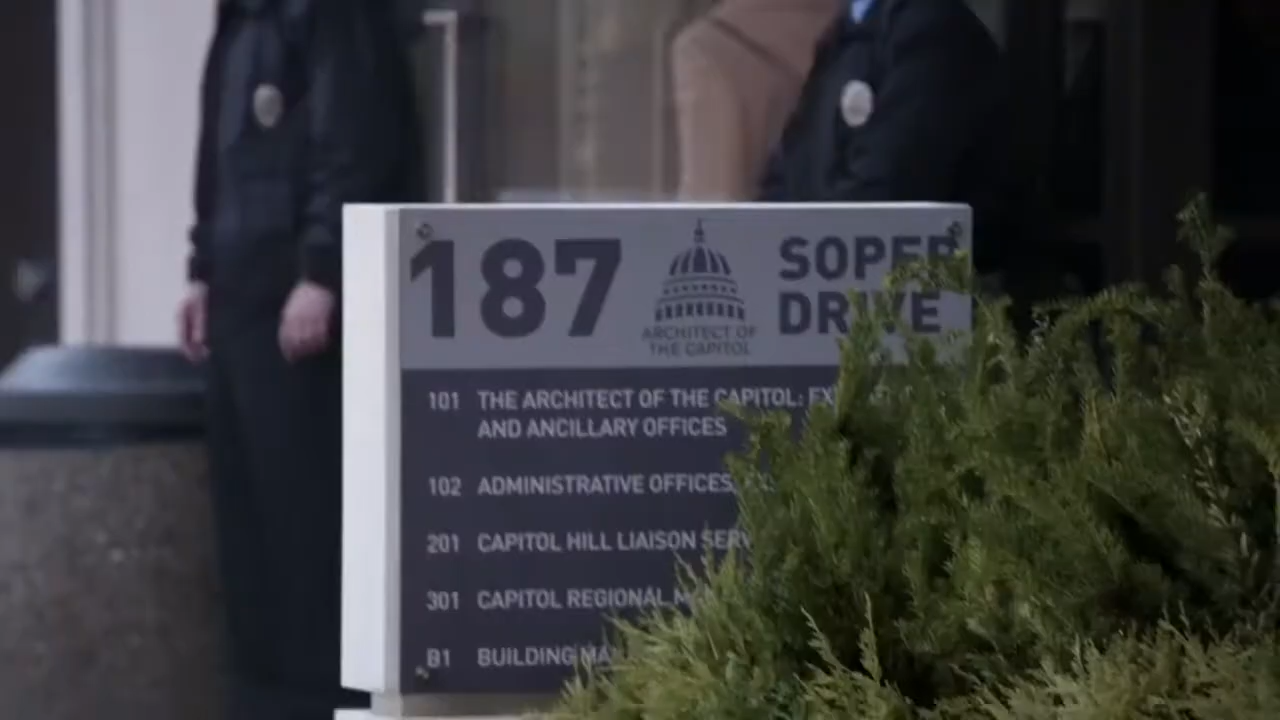 187
ARCHITECT OF
THE CAPITOL
SOPER
DRIVE
101 THE ARCHITECT OF THE CAPITOL:
AND ANCILLARY OFFICES
102 ADMINISTRATIVE OFFICES
201 CAPITOL HILL LIAISON
301 CAPITOL REGIONAL
B1 BUILDING